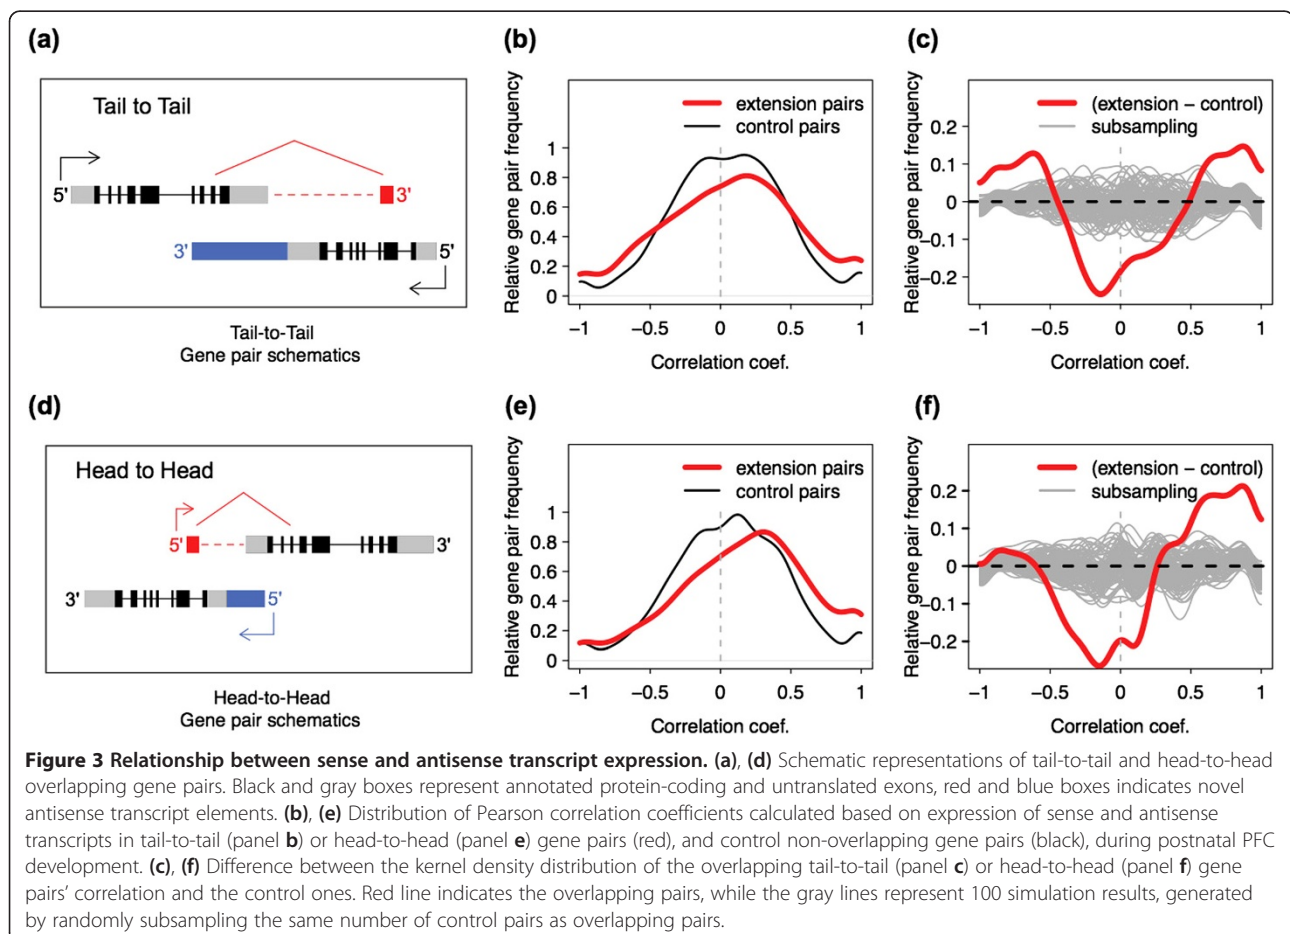 (a)
Tail to Tail
5'
3'
3'
5'
Tail-to-Tail
Gene pair schematics
(b)
extension pairs
control pairs
Relative gene pair frequency
1
0.8
0.6
0.4
0.2
0
−1 −0.5 0 0.5 1
Correlation coef.
(c)
(extension − control)
subsampling
Relative gene pair frequency
0.2
0.1
0
−0.1
−0.2
−1 −0.5 0 0.5 1
Correlation coef.
(d)
Head to Head
5'
3'
3'
5'
Head-to-Head
Gene pair schematics
(e)
extension pairs
control pairs
Relative gene pair frequency
1
0.8
0.6
0.4
0.2
0
−1 −0.5 0 0.5 1
Correlation coef.
(f)
(extension − control)
subsampling
Relative gene pair frequency
0.2
0.1
0
−0.1
−0.2
−1 −0.5 0 0.5 1
Correlation coef.
Figure 3 Relationship between sense and antisense transcript expression. (a), (d) Schematic representations of tail-to-tail and head-to-head
overlapping gene pairs. Black and gray boxes represent annotated protein-coding and untranslated exons, red and blue boxes indicates novel
antisense transcript elements. (b), (e) Distribution of Pearson correlation coefficients calculated based on expression of sense and antisense
transcripts in tail-to-tail (panel b) or head-to-head (panel e) gene pairs (red), and control non-overlapping gene pairs (black), during postnatal PFC
development. (c), (f) Difference between the kernel density distribution of the overlapping tail-to-tail (panel c) or head-to-head (panel f) gene
pairs' correlation and the control ones. Red line indicates the overlapping pairs, while the gray lines represent 100 simulation results, generated
by randomly subsampling the same number of control pairs as overlapping pairs.